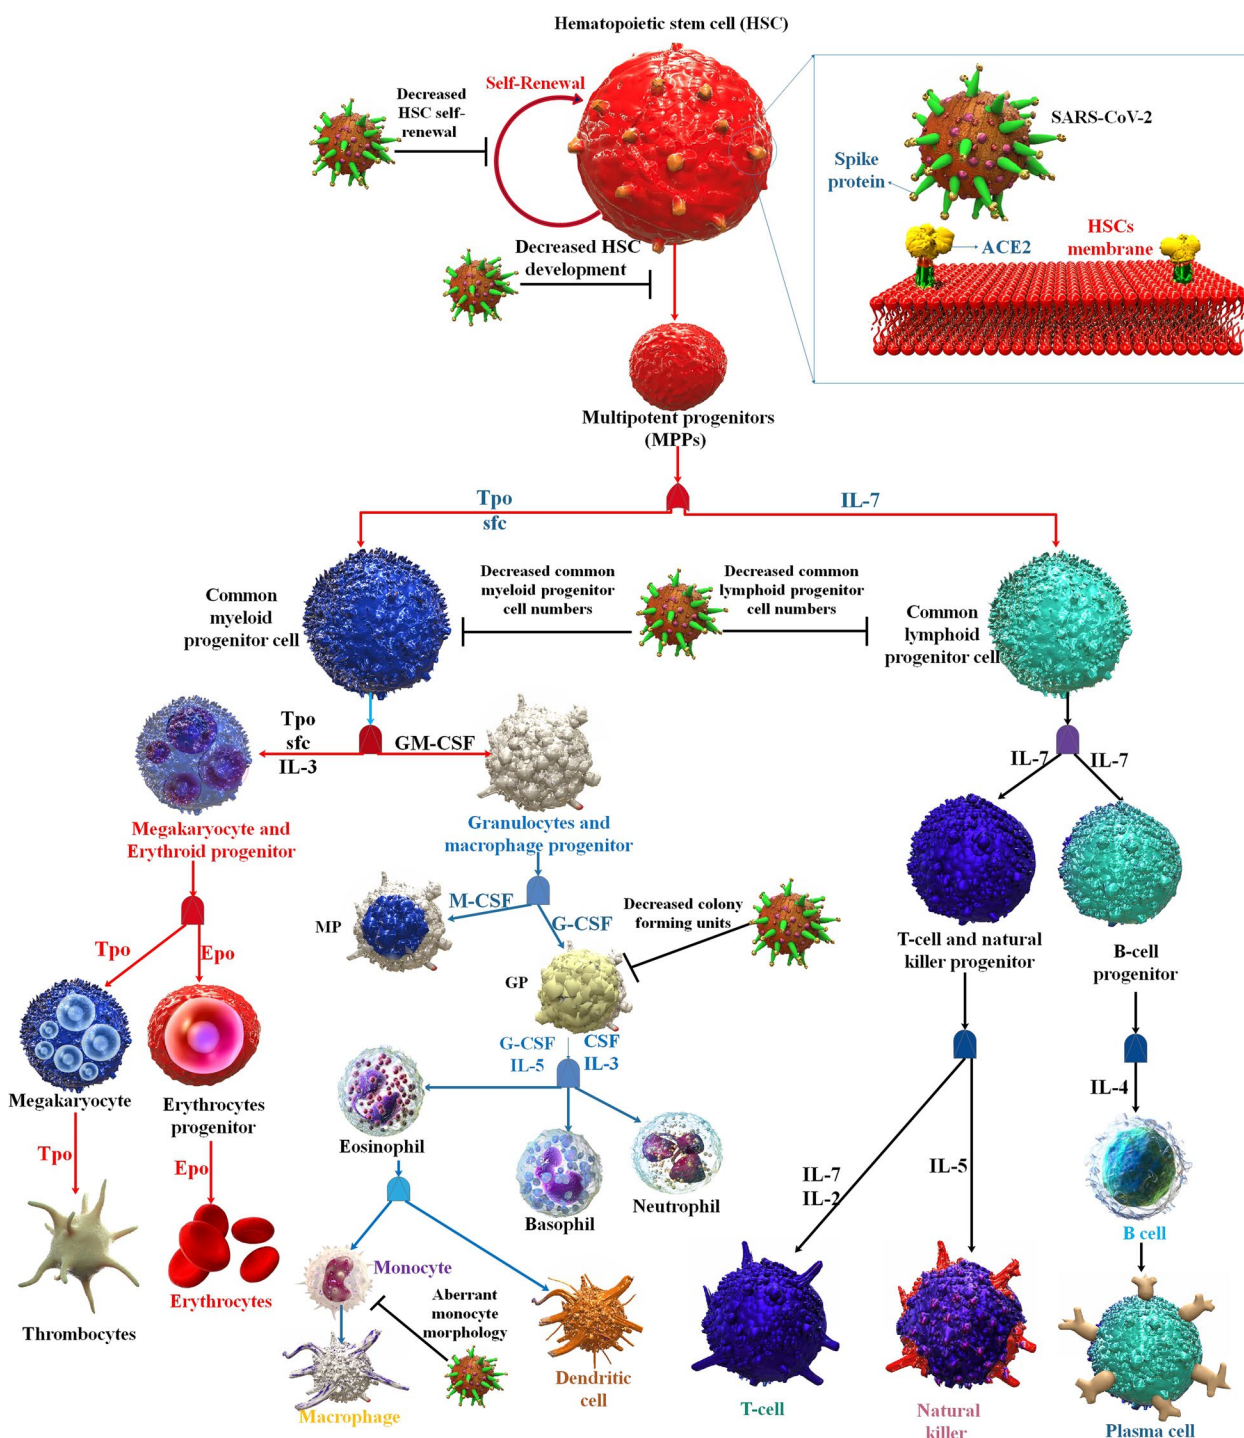 Hematopoietic stem cell (HSC)
Self-Renewal
Decreased
HSC self-
renewal
SARS-CoV-2
Spike
protein
ACE2
HSCs
membrane
Decreased HSC
development
Multipotent progenitors
(MPPs)
Tpo
sfc
IL-7
Common
myeloid
progenitor cell
Decreased common
myeloid progenitor
cell numbers
Decreased common
lymphoid progenitor
cell numbers
Common
lymphoid
progenitor cell
Tpo
sfc
IL-3
GM-CSF
IL-7
IL-7
Megakaryocyte and
Erythroid progenitor
Granulocytes and
macrophage progenitor
MP
M-CSF
G-CSF
Decreased colony
forming units
GP
T-cell and natural
killer progenitor
B-cell
progenitor
Tpo
Epo
G-CSF
IL-5
CSF
IL-3
Megakaryocyte
Erythrocytes
progenitor
Eosinophil
Basophil
Neutrophil
IL-4
Tpo
Epo
IL-7
IL-2
IL-5
B cell
Thrombocytes
Erythrocytes
Monocyte
Aberrant
monocyte
morphology
Macrophage
Dendritic
cell
T-cell
Natural
killer
Plasma cell